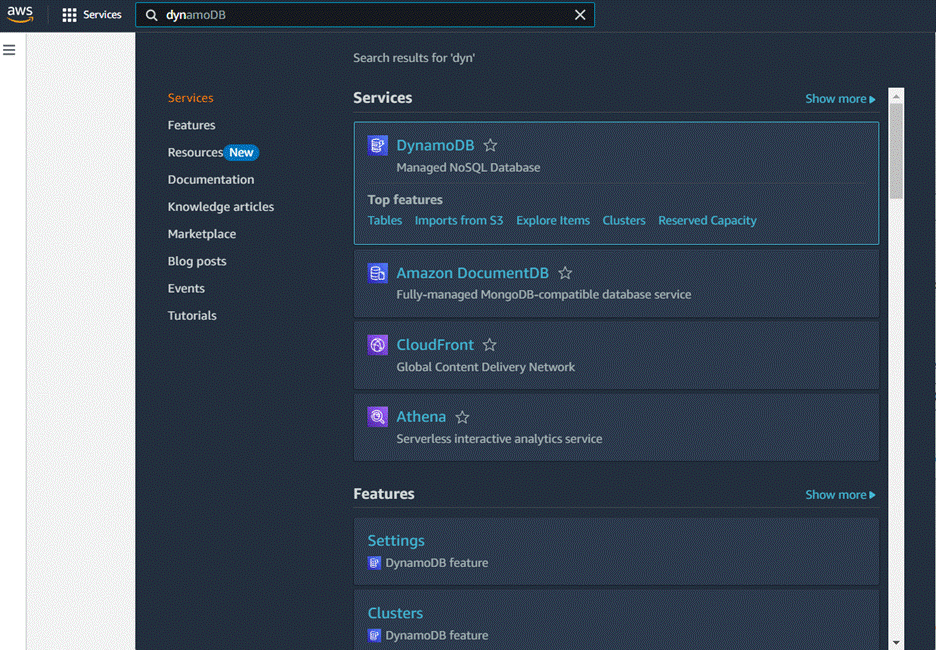 aws
Services
dynamoDB
Search results for 'dyn'
Services
Features
Resources New
Documentation
Knowledge articles
Marketplace
Blog posts
Events
Tutorials
Services
Show more
DynamoDB
Managed NoSQL Database
Top features
Tables Imports from S3 Explore Items Clusters Reserved Capacity
Amazon DocumentDB
Fully-managed MongoDB-compatible database service
CloudFront
Global Content Delivery Network
Athena
Serverless interactive analytics service
Features
Show more
Settings
DynamoDB feature
Clusters
DynamoDB feature